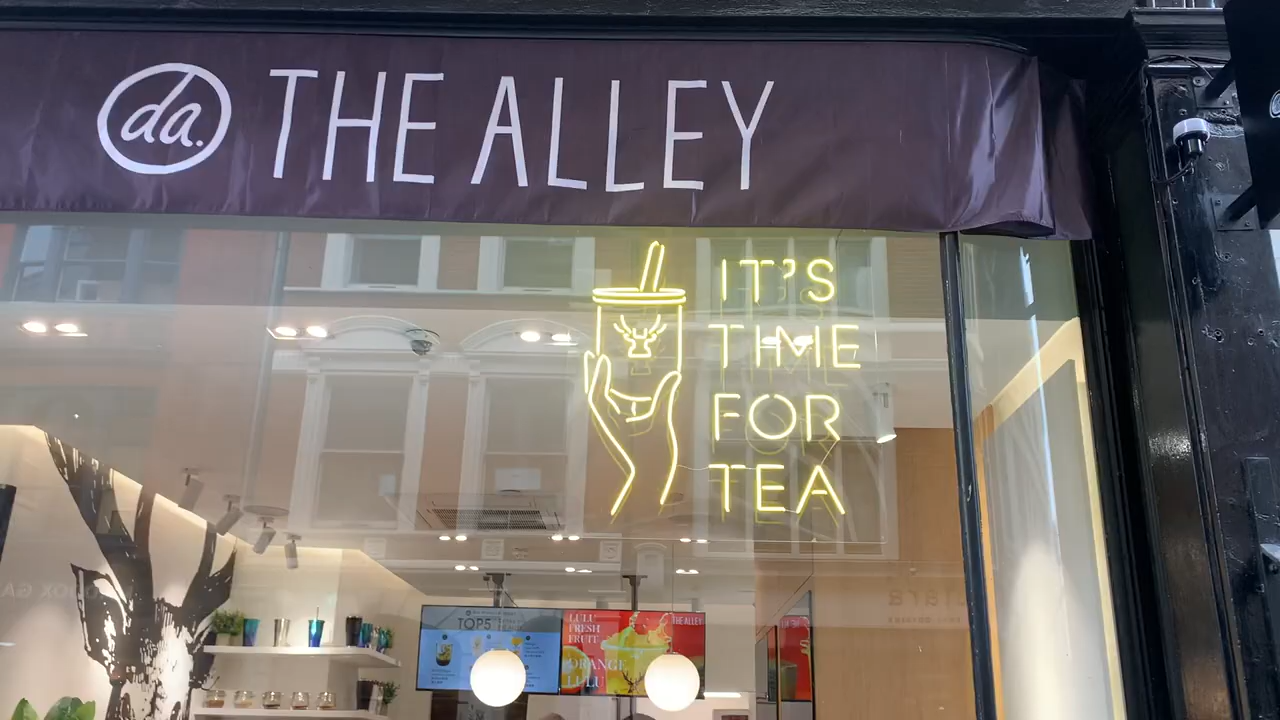 da. THE ALLEY
IT'S
TIME
FOR
TEA
TOP5
LULU
FRESH
FRUIT
THE ALLEY
ORANGE
LULU